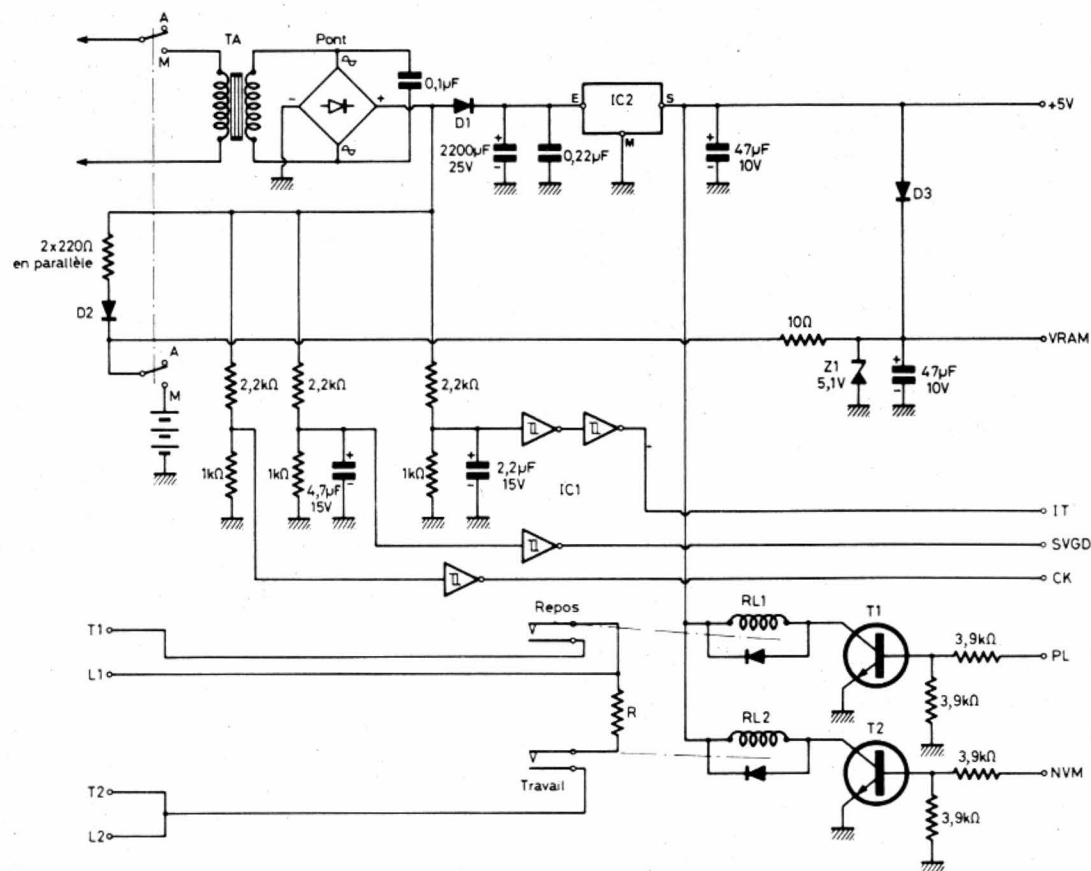 A
TA
Pont
M
0,1µF
- +
D1
E IC2 S
M
+5V
2200µF
25V
0,22µF
47µF
10V
D3
2x220Ω
en parallèle
D2
10Ω
VRAM
A
M
Z1
5,1V
47µF
10V
2,2kΩ
2,2kΩ
2,2kΩ
1kΩ
1kΩ
4,7µF
15V
1kΩ
2,2µF
15V
IC1
IT
SVGD
CK
Repos
RL1
T1
T1
3,9kΩ
PL
L1
3,9kΩ
R
RL2
T2
3,9kΩ
NVM
Travail
T2
3,9kΩ
L2